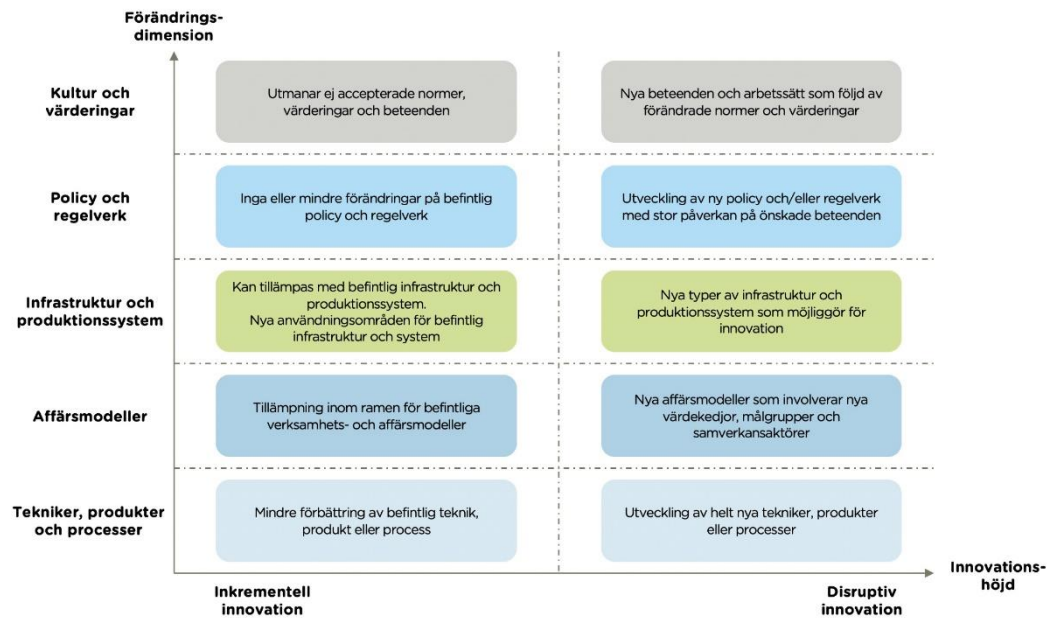 Förändrings-
dimension
Kultur och
värderingar
Utmanar ej accepterade normer,
värderingar och beteenden
Nya beteenden och arbetssätt som följd av
förändrade normer och värderingar
Policy och
regelverk
Inga eller mindre förändringar på befintlig
policy och regelverk
Utveckling av ny policy och/eller regelverk
med stor påverkan på önskade beteenden
Infrastruktur och
produktionssystem
Kan tillämpas med befintlig infrastruktur och
produktionssystem.
Nya användningsområden för befintlig
infrastruktur och system
Nya typer av infrastruktur och
produktionssystem som möjliggör för
innovation
Affärsmodeller
Tillämpning inom ramen för befintliga
verksamhets- och affärsmodeller
Nya affärsmodeller som involverar nya
värdekedjor, målgrupper och
samverkansaktörer
Tekniker, produkter
och processer
Mindre förbättring av befintlig teknik,
produkt eller process
Utveckling av helt nya tekniker, produkter
eller processer
Inkrementell
innovation
Disruptiv
innovation
Innovations-
höjd